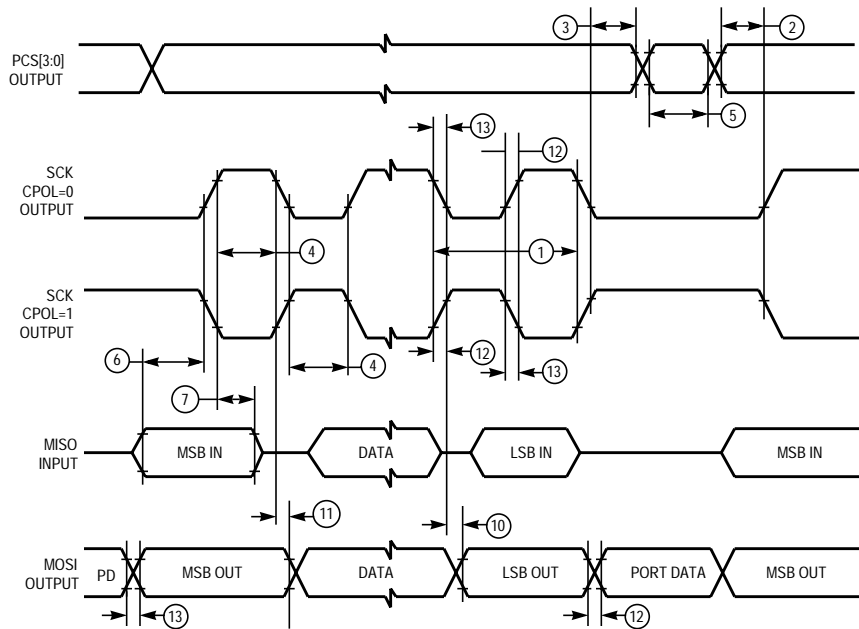 3
2
PCS[3:0]
OUTPUT
5
13
12
SCK
CPOL=0
OUTPUT
4
1
SCK
CPOL=1
OUTPUT
6
4
12
13
7
MISO
INPUT
MSB IN
DATA
LSB IN
MSB IN
11
10
MOSI
OUTPUT
PD
MSB OUT
DATA
LSB OUT
PORT DATA
MSB OUT
13
12